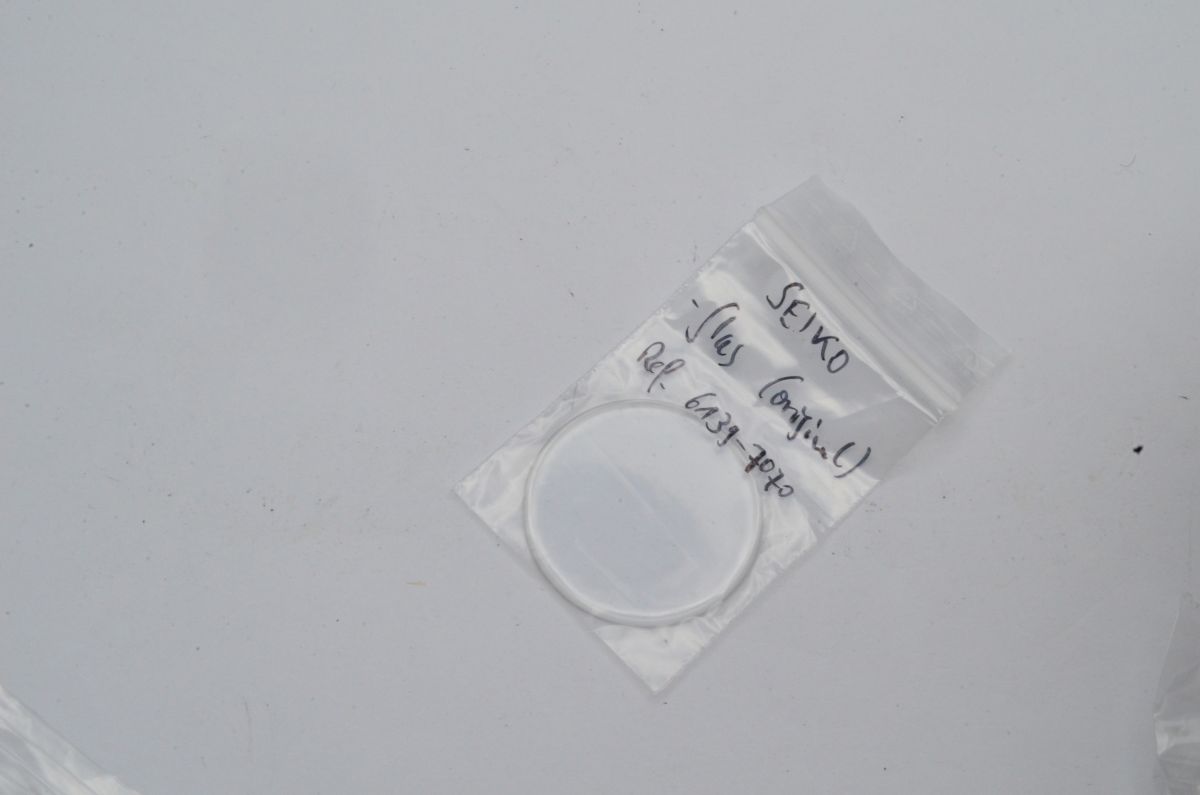 SEIKO
- Glas (original)
Ref. 6139-7070